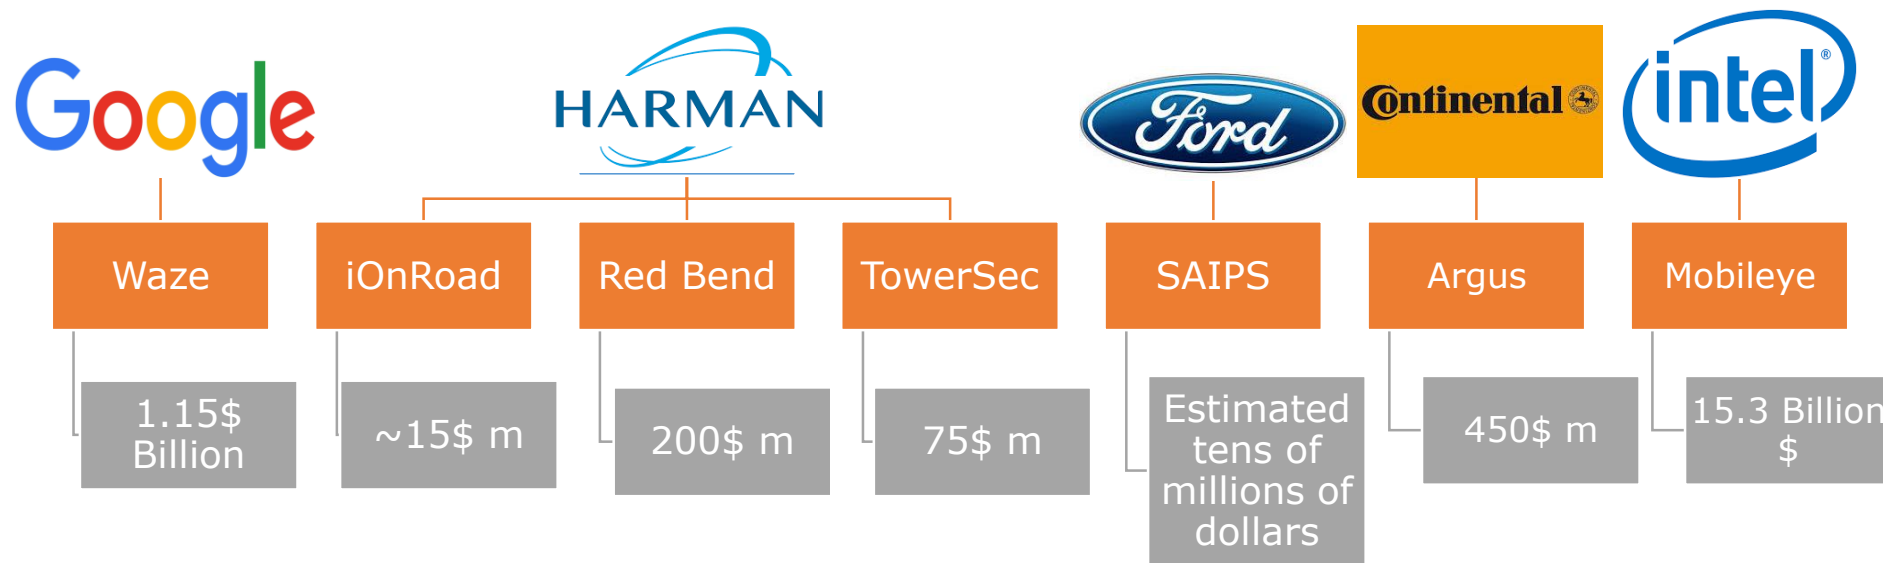 Google
HARMAN
Ford
Continental
intel®
Waze
iOnRoad
Red Bend
TowerSec
SAIPS
Argus
Mobileye
1.15$
Billion
~15$ m
200$ m
75$ m
Estimated
tens of
millions of
dollars
450$ m
15.3 Billion
$